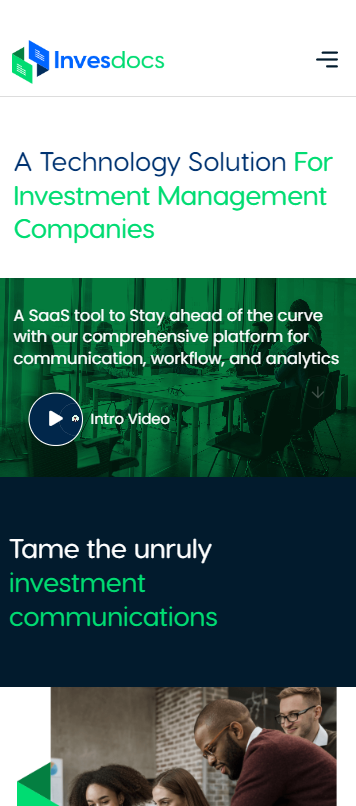 Invesdocs
A Technology Solution For
Investment Management
Companies
A SaaS tool to Stay ahead of the curve
with our comprehensive platform for
communication, workflow, and analytics
Intro Video
Tame the unruly
investment
communications